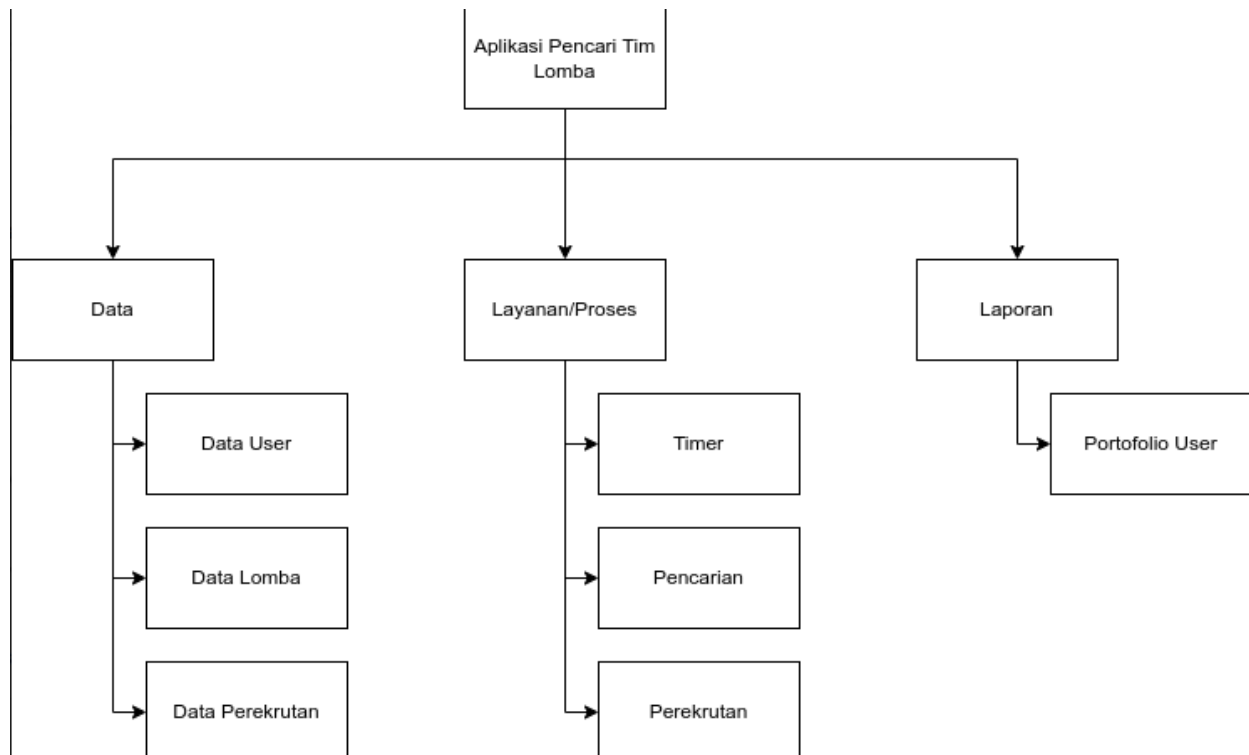 Aplikasi Pencari Tim
Lomba
Data
Layanan/Proses
Laporan
Data User
Timer
Portofolio User
Data Lomba
Pencarian
Data Perekrutan
Perekrutan